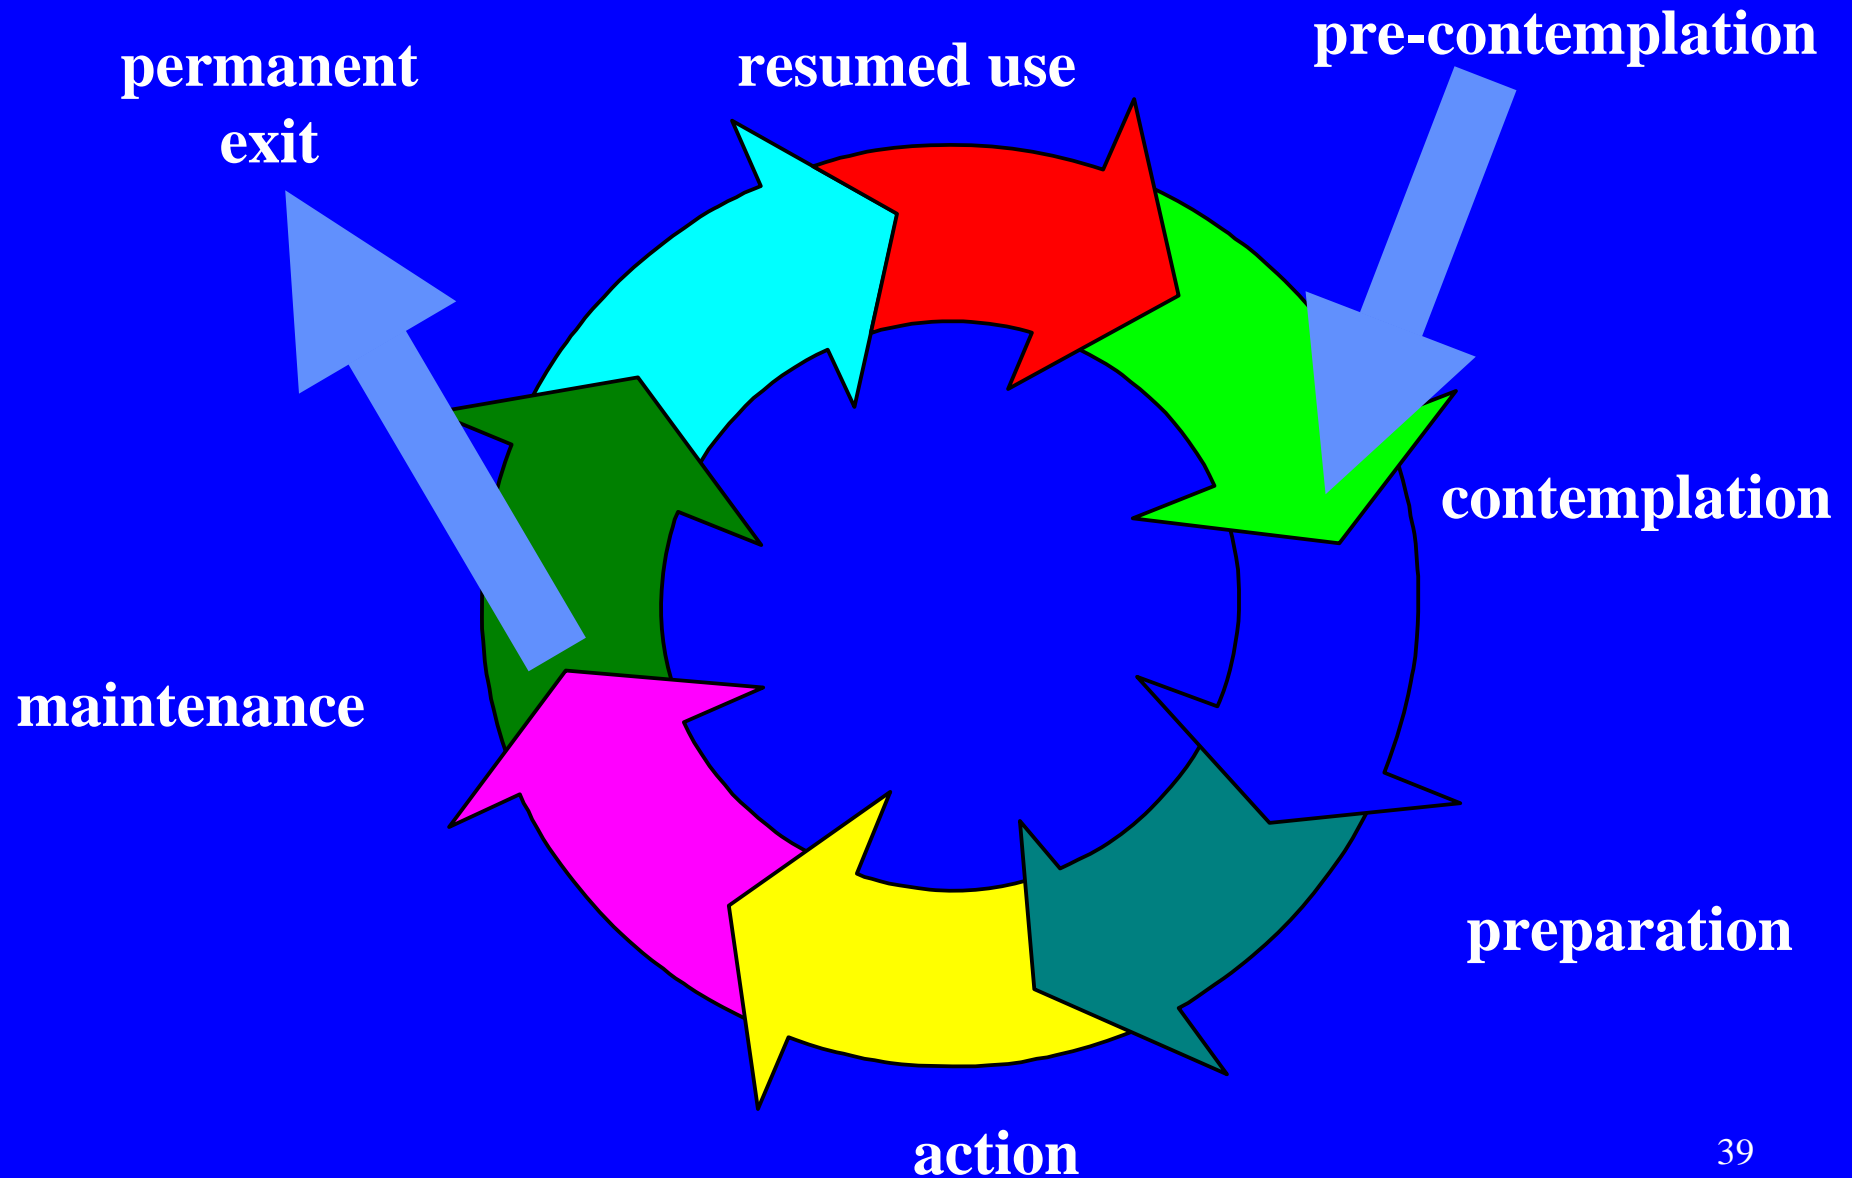 permanent
exit
resumed use
pre-contemplation
contemplation
maintenance
preparation
action
39